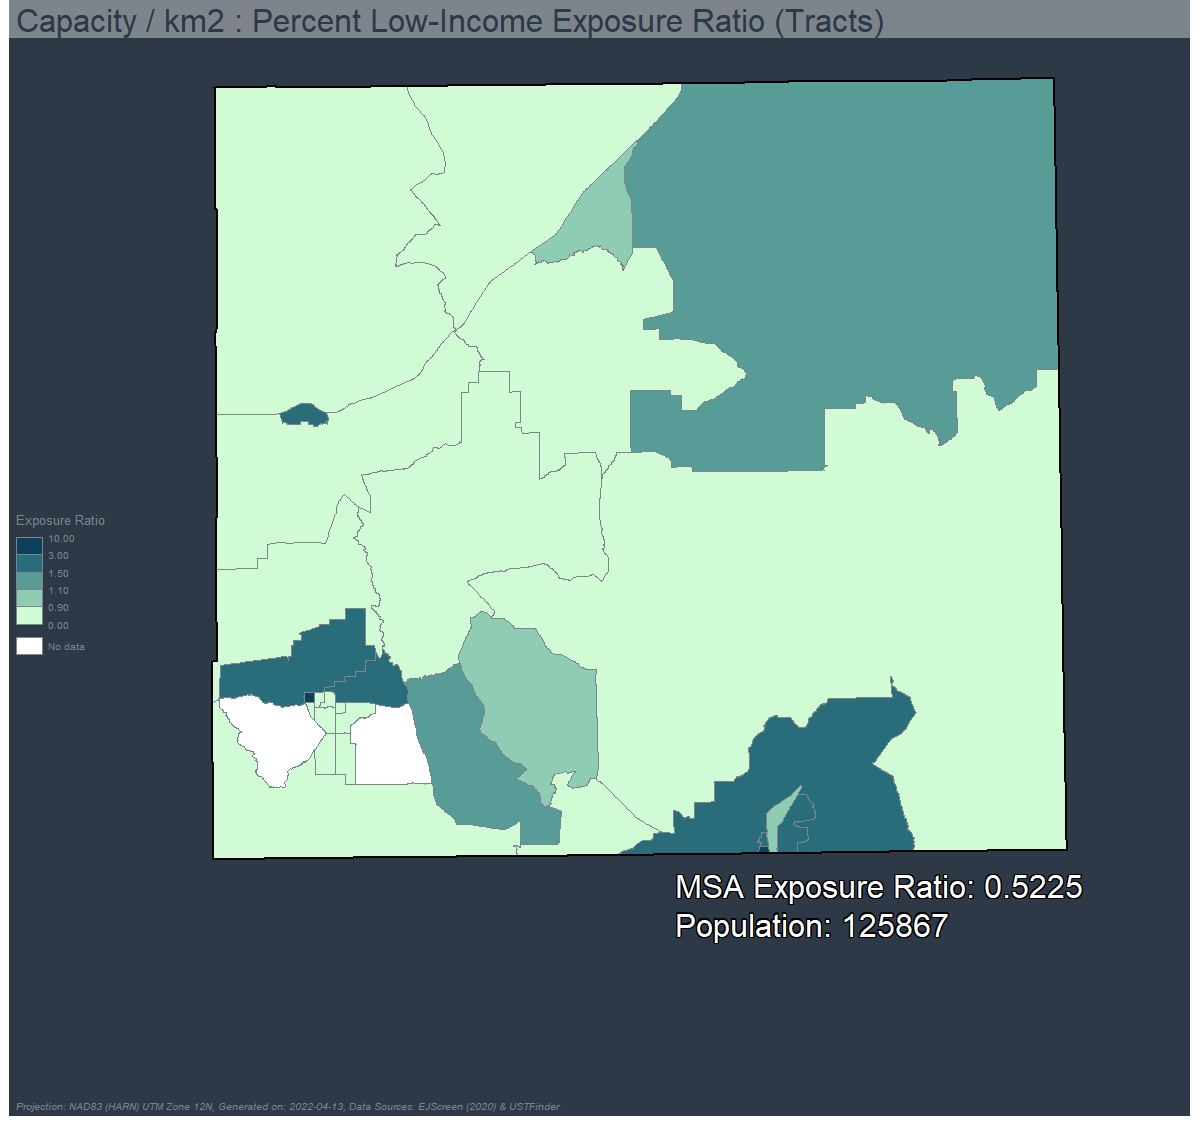 Capacity / km2 : Percent Low-Income Exposure Ratio (Tracts)
Exposure Ratio
10.00
3.00
1.50
1.10
0.90
0.00
No data
MSA Exposure Ratio: 0.5225
Population: 125867
Projection: NAD83 (HARN) UTM Zone 12N, Generated on: 2022-04-13, Data Sources: EJScreen (2020) & USTFinder